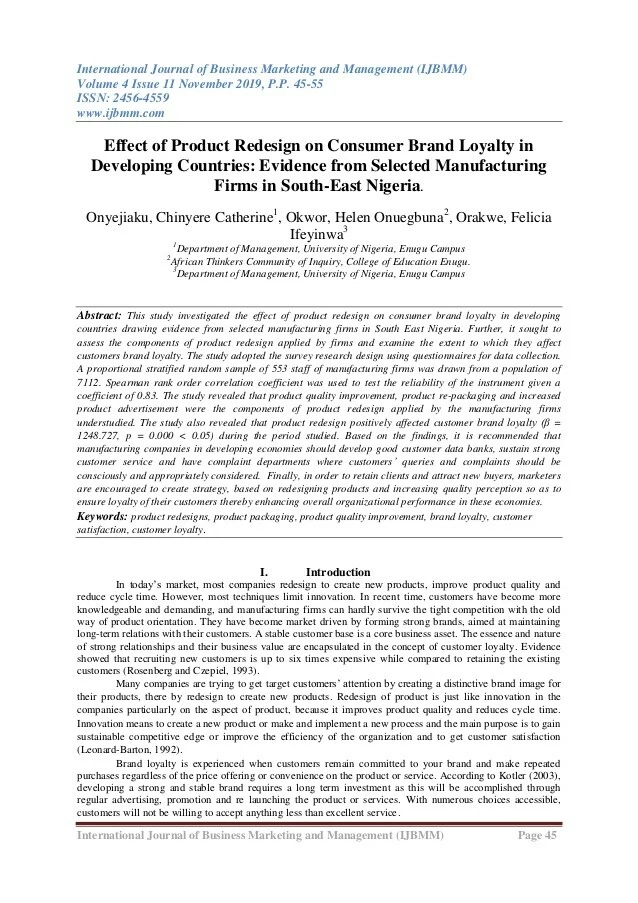 International Journal of Business Marketing and Management (IJBMM)
Volume 4 Issue 11 November 2019, P.P. 45-55
ISSN: 2456-4559
www.ijbmm.com
Effect of Product Redesign on Consumer Brand Loyalty in
Developing Countries: Evidence from Selected Manufacturing
Firms in South-East Nigeria.
Onyejiaku, Chinyere Catherine1, Okwor, Helen Onuegbuna2, Orakwe, Felicia
Ifeyinwa3
1Department of Management, University of Nigeria, Enugu Campus
2African Thinkers Community of Inquiry, College of Education Enugu.
3Department of Management, University of Nigeria, Enugu Campus
Abstract: This study investigated the effect of product redesign on consumer brand loyalty in developing
countries drawing evidence from selected manufacturing firms in South East Nigeria. Further, it sought to
assess the components of product redesign applied by firms and examine the extent to which they affect
customers brand loyalty. The study adopted the survey research design using questionnaires for data collection.
A proportional stratified random sample of 553 staff of manufacturing firms was drawn from a population of
7112. Spearman rank order correlation coefficient was used to test the reliability of the instrument given a
coefficient of 0.83. The study revealed that product quality improvement, product re-packaging and increased
product advertisement were the components of product redesign applied by the manufacturing firms
understudied. The study also revealed that product redesign positively affected customer brand loyalty (β =
1248.727, p = 0.000 < 0.05) during the period studied. Based on the findings, it is recommended that
manufacturing companies in developing economies should develop good customer data banks, sustain strong
customer service and have complaint departments where customers' queries and complaints should be
consciously and appropriately considered. Finally, in order to retain clients and attract new buyers, marketers
are encouraged to create strategy, based on redesigning products and increasing quality perception so as to
ensure loyalty of their customers thereby enhancing overall organizational performance in these economies.
Keywords: product redesigns, product packaging, product quality improvement, brand loyalty, customer
satisfaction, customer loyalty.
I. Introduction
In today's market, most companies redesign to create new products, improve product quality and
reduce cycle time. However, most techniques limit innovation. In recent time, customers have become more
knowledgeable and demanding, and manufacturing firms can hardly survive the tight competition with the old
way of product orientation. They have become market driven by forming strong brands, aimed at maintaining
long-term relations with their customers. A stable customer base is a core business asset. The essence and nature
of strong relationships and their business value are encapsulated in the concept of customer loyalty. Evidence
showed that recruiting new customers is up to six times expensive while compared to retaining the existing
customers (Rosenberg and Czepiel, 1993).
Many companies are trying to get target customers' attention by creating a distinctive brand image for
their products, there by redesign to create new products. Redesign of product is just like innovation in the
companies particularly on the aspect of product, because it improves product quality and reduces cycle time.
Innovation means to create a new product or make and implement a new process and the main purpose is to gain
sustainable competitive edge or improve the efficiency of the organization and to get customer satisfaction
(Leonard-Barton, 1992).
Brand loyalty is experienced when customers remain committed to your brand and make repeated
purchases regardless of the price offering or convenience on the product or service. According to Kotler (2003),
developing a strong and stable brand requires a long term investment as this will be accomplished through
regular advertising, promotion and re launching the product or services. With numerous choices accessible,
customers will not be willing to accept anything less than excellent service.
International Journal of Business Marketing and Management (IJBMM) Page 45